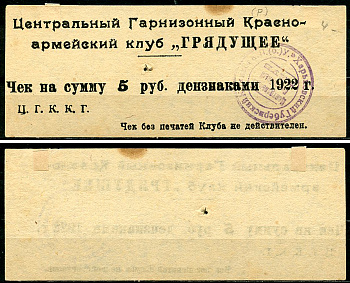 Центральный Гарнизонный Красно-
армейский клуб „ГРЯДУЩЕЕ"
Чек на сумму 5 руб. дензнаками 1922 г.
Ц. Г. К. К. Г.
Чек без печатей Клуба не действителен.